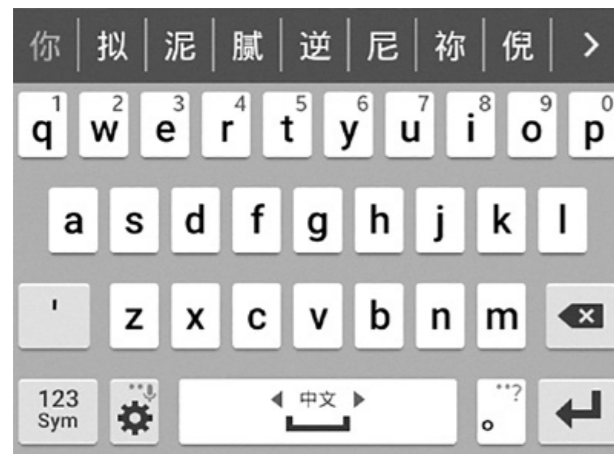 你 拟 泥 腻 逆 尼 祢 倪 >
1 2 3 4 5 6 7 8 9 0
q w e r t y u i o p
a s d f g h j k l
' z x c v b n m
123 ◀ 中文 ▶ **?
Sym 。